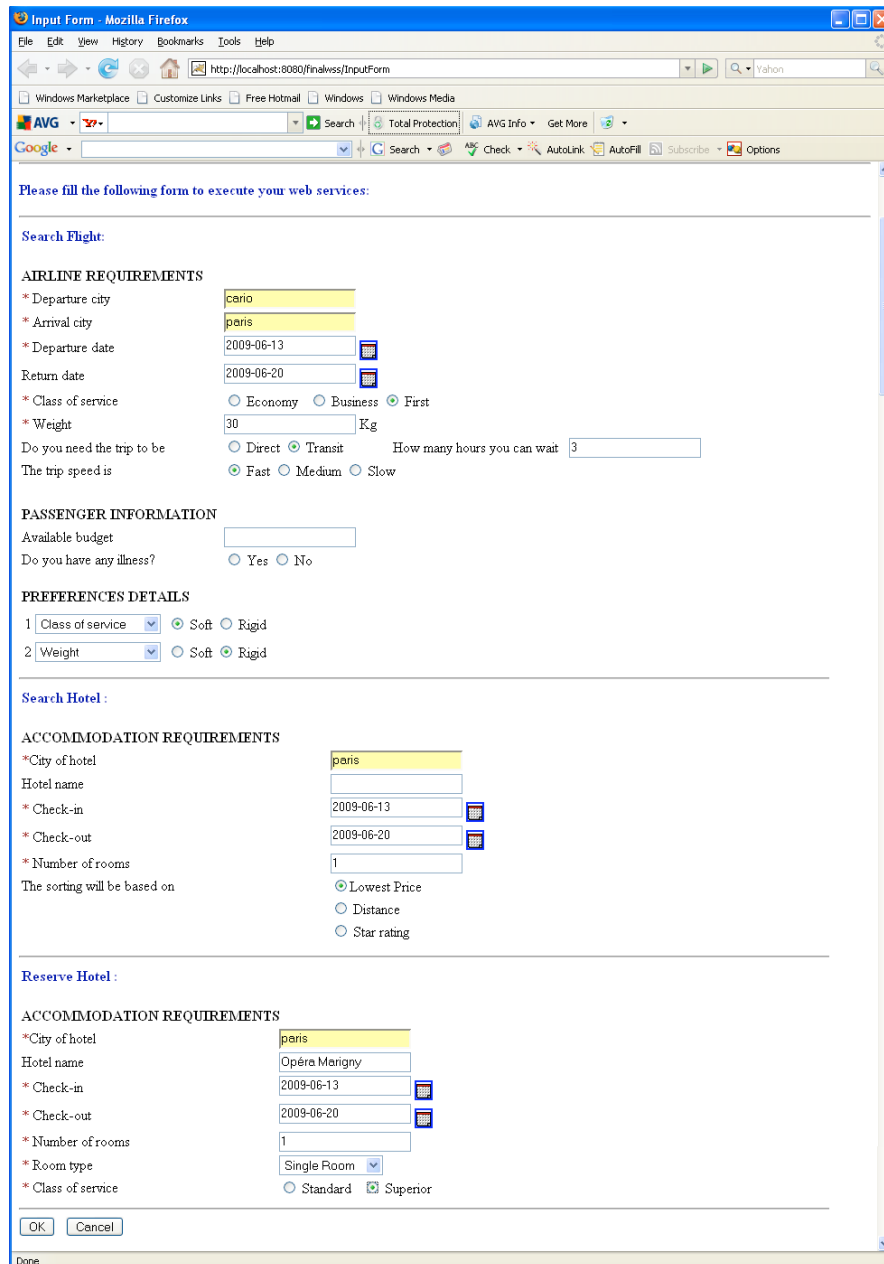 Input Form - Mozilla Firefox
File Edit View History Bookmarks Tools Help
http://localhost:8080/finalwss/InputForm Yahoo
Windows Marketplace Customize Links Free Hotmail Windows Windows Media
AVG Y! Search Total Protection AVG Info Get More
Google Search Check AutoLink AutoFill Subscribe Options
Please fill the following form to execute your web services:
Search Flight:
AIRLINE REQUIREMENTS
* Departure city cario
* Arrival city paris
* Departure date 2009-06-13
Return date 2009-06-20
* Class of service Economy Business First
* Weight 30 Kg
Do you need the trip to be Direct Transit How many hours you can wait 3
The trip speed is Fast Medium Slow
PASSENGER INFORMATION
Available budget
Do you have any illness? Yes No
PREFERENCES DETAILS
1 Class of service Soft Rigid
2 Weight Soft Rigid
Search Hotel :
ACCOMMODATION REQUIREMENTS
*City of hotel paris
Hotel name
* Check-in 2009-06-13
* Check-out 2009-06-20
* Number of rooms 1
The sorting will be based on Lowest Price
Distance
Star rating
Reserve Hotel :
ACCOMMODATION REQUIREMENTS
*City of hotel paris
Hotel name Opéra Marigny
* Check-in 2009-06-13
* Check-out 2009-06-20
* Number of rooms 1
* Room type Single Room
* Class of service Standard Superior
OK Cancel
Done